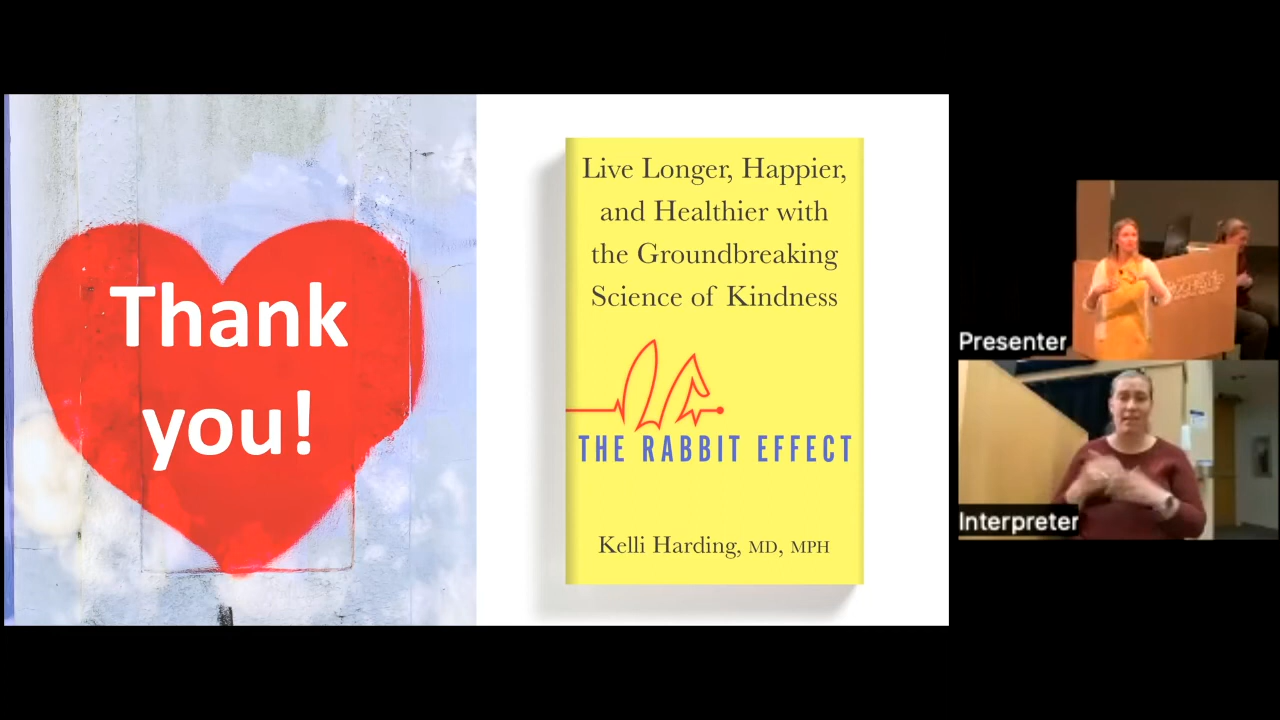 Thank
you!
Live Longer, Happier,
and Healthier with
the Groundbreaking
Science of Kindness
THE RABBIT EFFECT
Kelli Harding, MD, MPH
Presenter
Interpreter